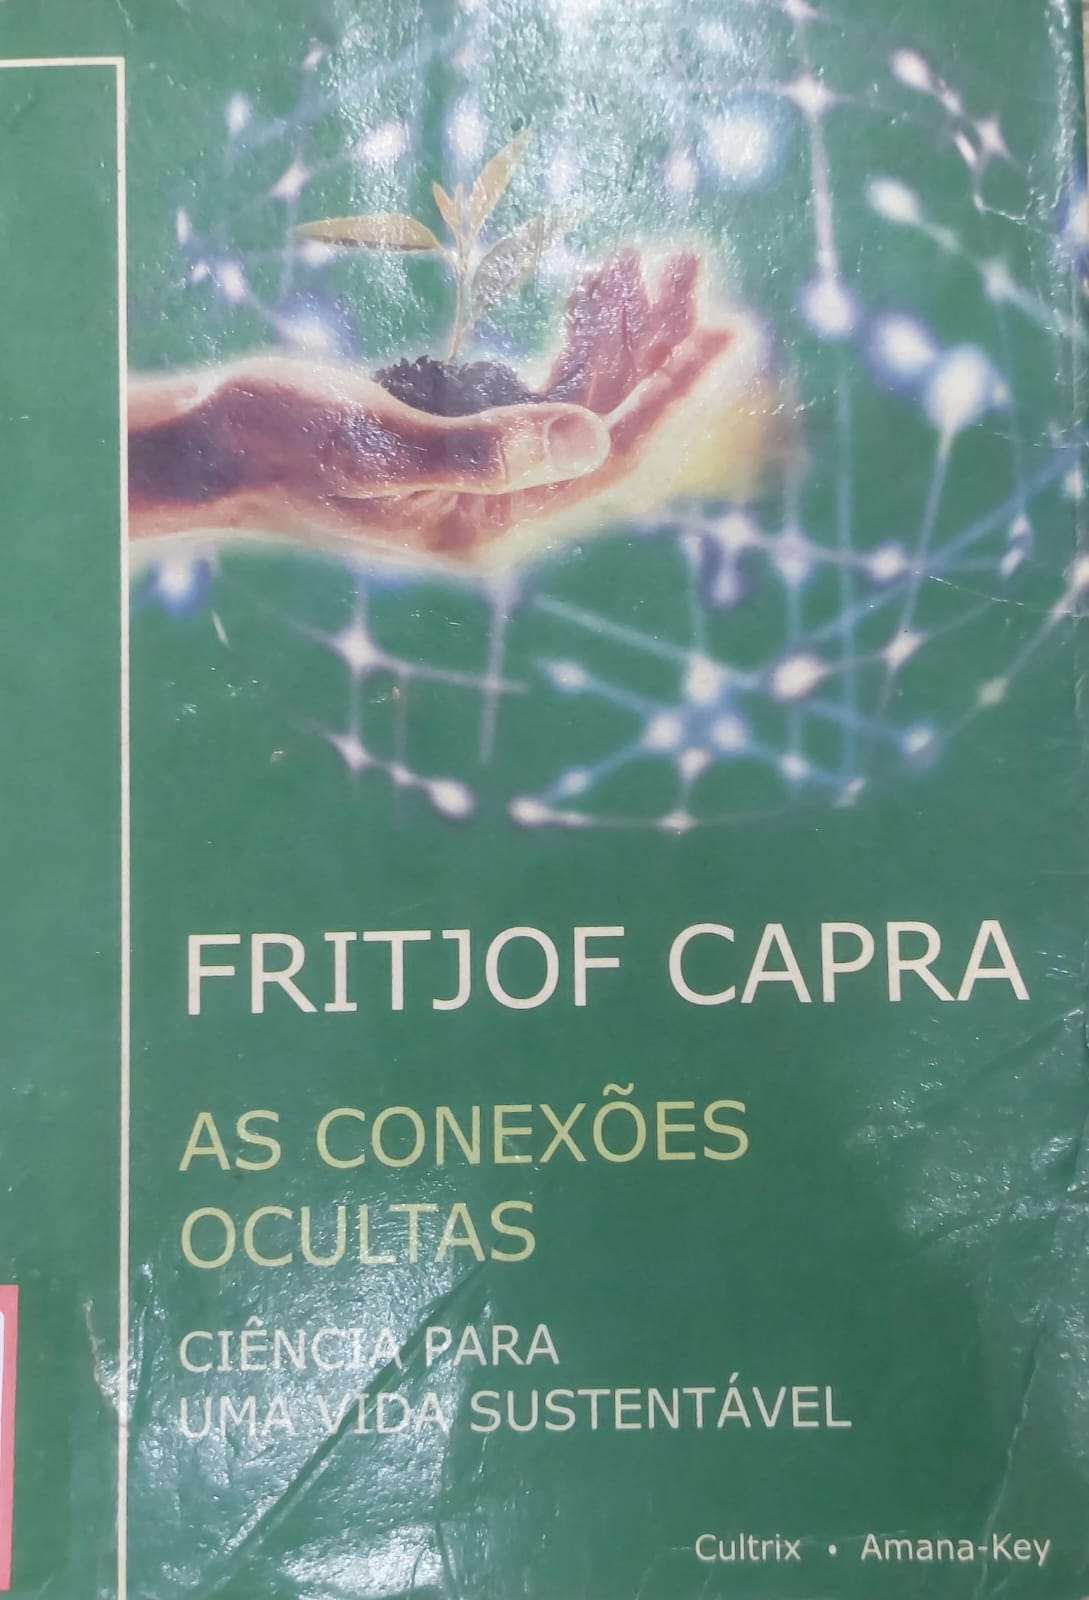 FRITJOF CAPRA
AS CONEXÕES
OCULTAS
CIÊNCIA PARA
UMA VIDA SUSTENTÁVEL
Cultrix • Amana-Key